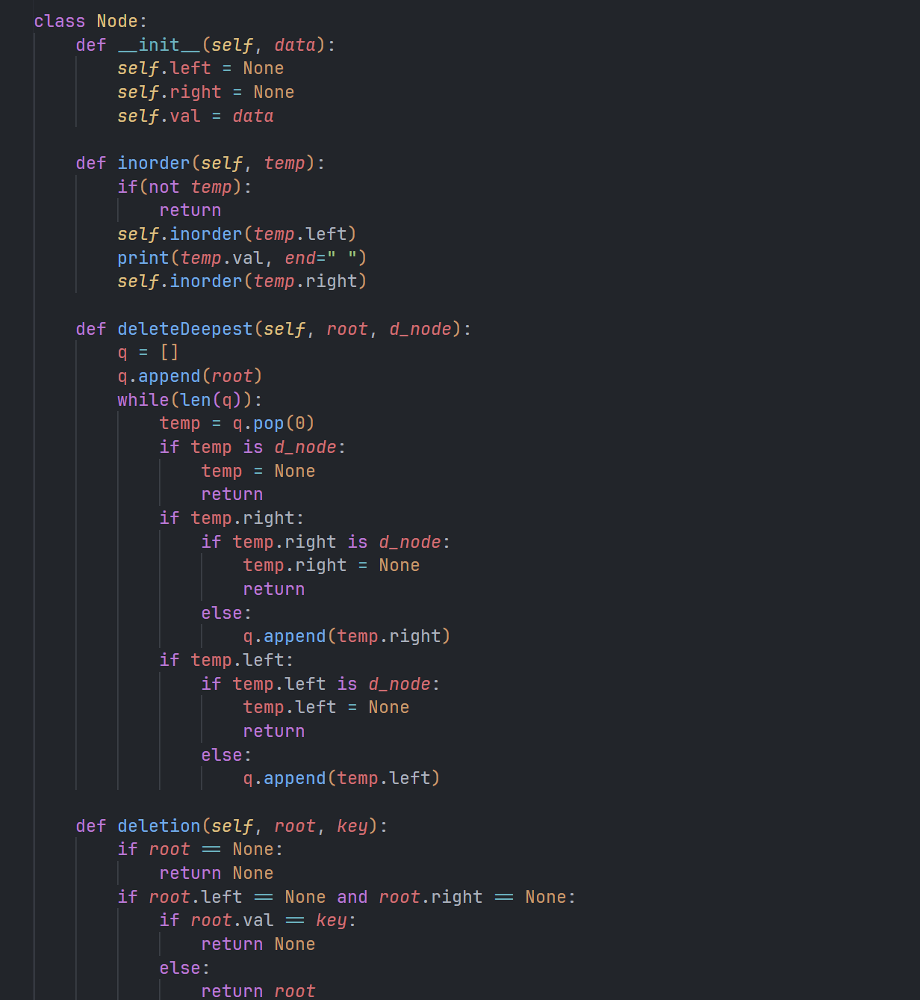 class Node:
    def __init__(self, data):
        self.left = None
        self.right = None
        self.val = data

    def inorder(self, temp):
        if(not temp):
            return
        self.inorder(temp.left)
        print(temp.val, end=" ")
        self.inorder(temp.right)

    def deleteDeepest(self, root, d_node):
        q = []
        q.append(root)
        while(len(q)):
            temp = q.pop(0)
            if temp is d_node:
                temp = None
                return
            if temp.right:
                if temp.right is d_node:
                    temp.right = None
                    return
                else:
                    q.append(temp.right)
            if temp.left:
                if temp.left is d_node:
                    temp.left = None
                    return
                else:
                    q.append(temp.left)

    def deletion(self, root, key):
        if root == None:
            return None
        if root.left == None and root.right == None:
            if root.val == key:
                return None
            else:
                return root